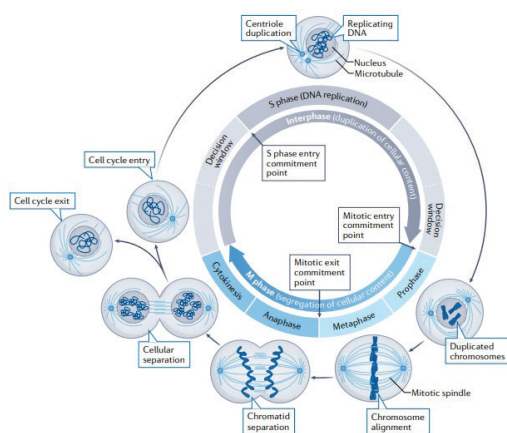 Centriole
duplication
Replicating
DNA
Nucleus
Microtubule
S phase (DNA replication)
Interphase (duplication of cellular content)
Decision
window
S phase entry
commitment
point
Cell cycle entry
Cell cycle exit
Decision
window
Mitotic entry
commitment
point
Mitotic exit
commitment
point
M phase (segregation of cellular content)
Cytokinesis
Anaphase
Metaphase
Prophase
Duplicated
chromosomes
Cellular
separation
Mitotic spindle
Chromatid
separation
Chromosome
alignment